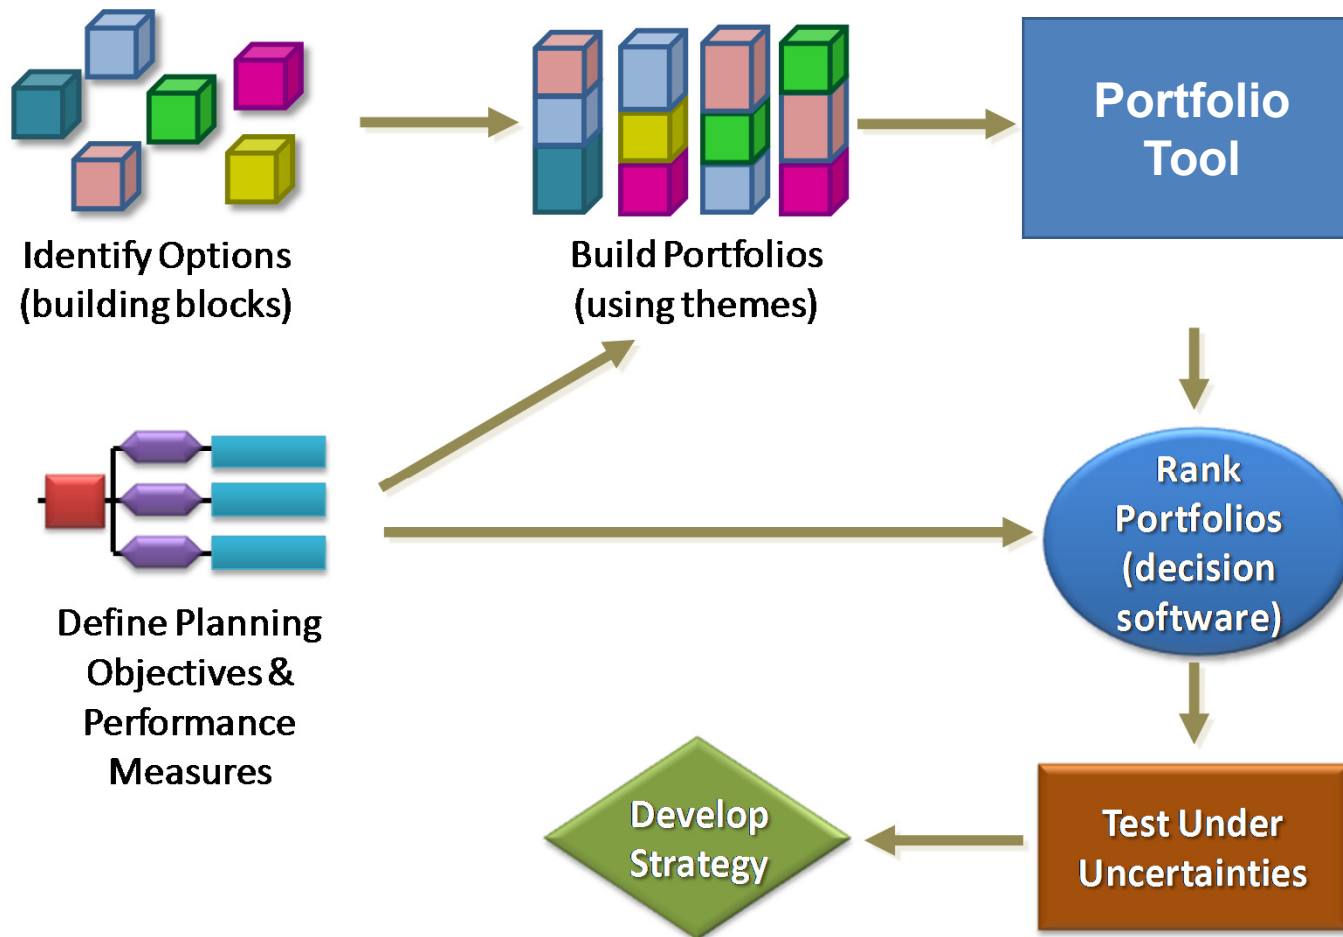 Identify Options
(building blocks)
Build Portfolios
(using themes)
Portfolio
Tool
Define Planning
Objectives &
Performance
Measures
Rank
Portfolios
(decision
software)
Test Under
Uncertainties
Develop
Strategy